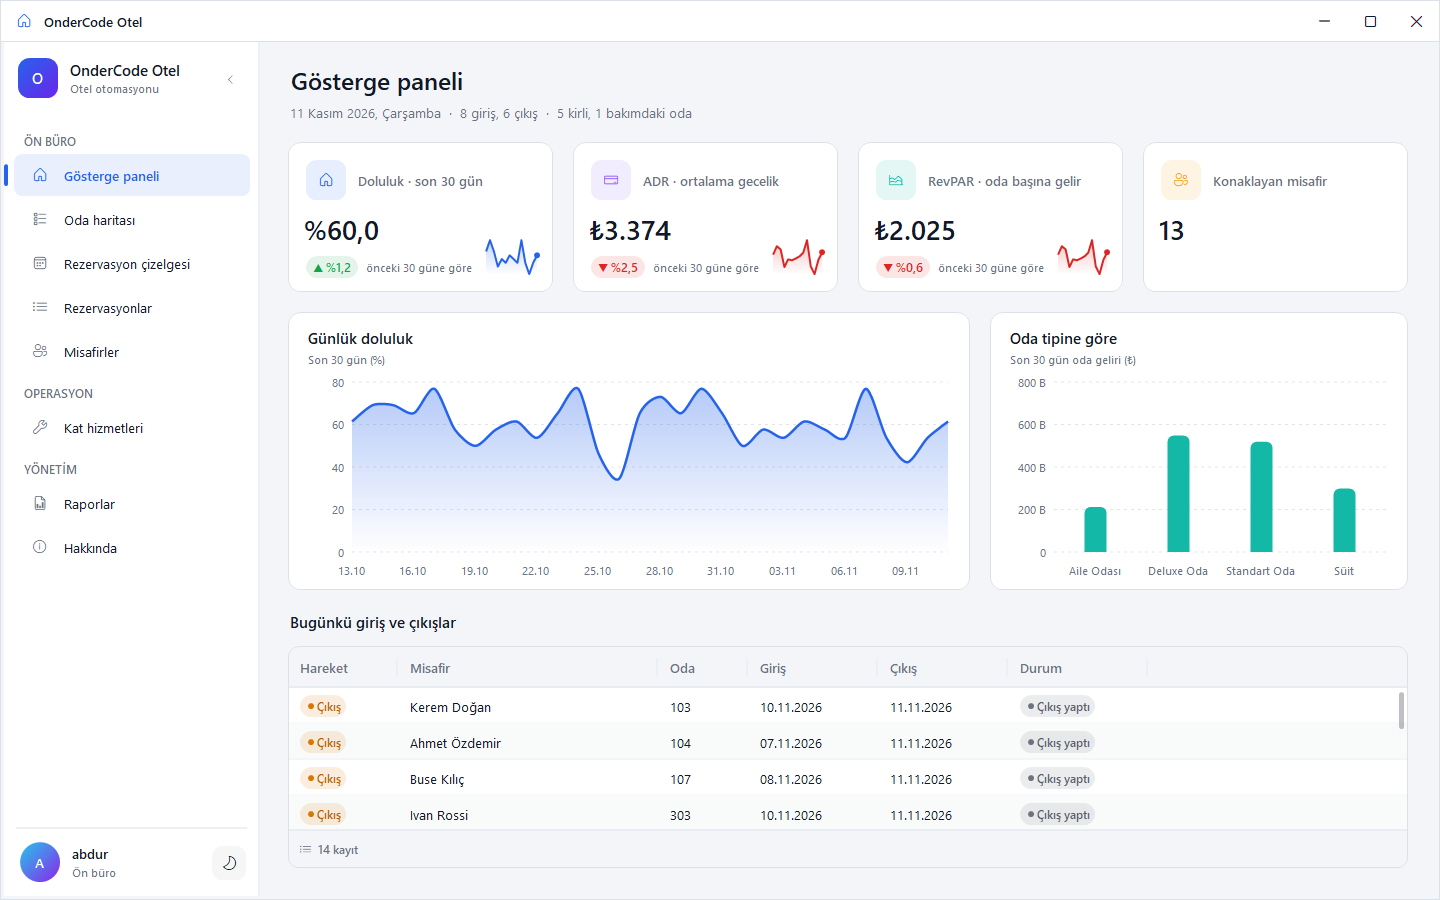 OnderCode Otel
O
OnderCode Otel
Otel otomasyonu
ÖN BÜRO
Gösterge paneli
Oda haritası
Rezervasyon çizelgesi
Rezervasyonlar
Misafirler
OPERASYON
Kat hizmetleri
YÖNETİM
Raporlar
Hakkında
A
abdur
Ön büro
Gösterge paneli
11 Kasım 2026, Çarşamba · 8 giriş, 6 çıkış · 5 kirli, 1 bakımdaki oda
Doluluk · son 30 gün
%60,0
▲ %1,2 önceki 30 güne göre
ADR · ortalama gecelik
₺3.374
▼ %2,5 önceki 30 güne göre
RevPAR · oda başına gelir
₺2.025
▼ %0,6 önceki 30 güne göre
Konaklayan misafir
13
Günlük doluluk
Son 30 gün (%)
80
60
40
20
0
13.10 16.10 19.10 22.10 25.10 28.10 31.10 03.11 06.11 09.11
Oda tipine göre
Son 30 gün oda geliri (₺)
800 B
600 B
400 B
200 B
0
Aile Odası Deluxe Oda Standart Oda Süit
Bugünkü giriş ve çıkışlar
Hareket Misafir Oda Giriş Çıkış Durum
Çıkış Kerem Doğan 103 10.11.2026 11.11.2026 Çıkış yaptı
Çıkış Ahmet Özdemir 104 07.11.2026 11.11.2026 Çıkış yaptı
Çıkış Buse Kılıç 107 08.11.2026 11.11.2026 Çıkış yaptı
Çıkış Ivan Rossi 303 10.11.2026 11.11.2026 Çıkış yaptı
14 kayıt